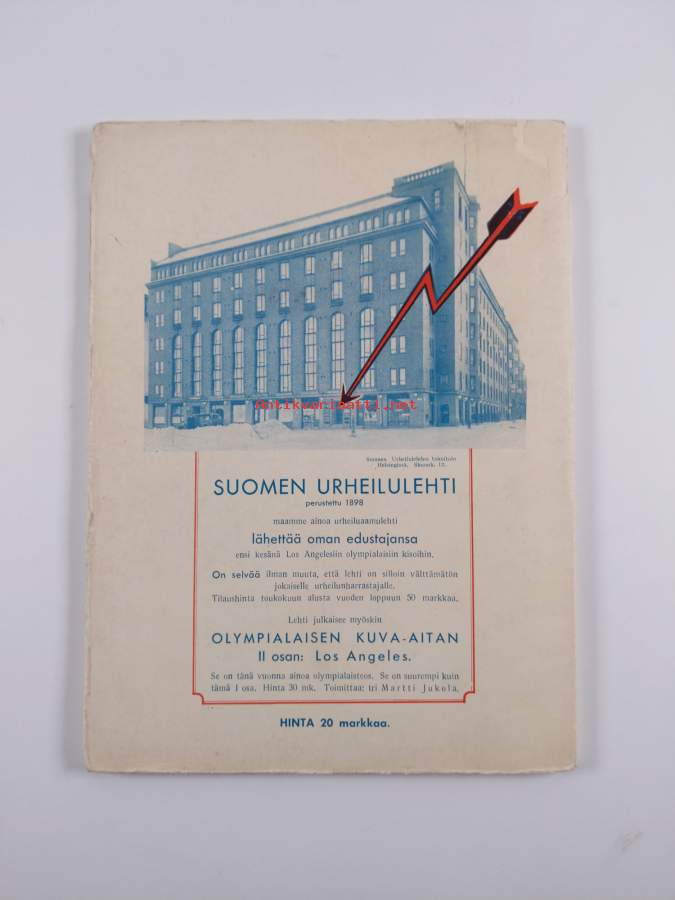 antikvariaatti.net
Suomen Urheilulehden toimitalo
Helsingissä,
SUOMEN URHEILULEHTI
perustettu 1898
maamme ainoa urheiluaamulehti
lähettää oman edustajansa
ensi kesänä Los Angelesiin olympialaisiin kisoihin.
On selvää ilman muuta, että lehti on silloin välttämätön
jokaiselle urheilunharrastajalle.
Tilaushinta toukokuun alusta vuoden loppuun 50 markkaa.
Lehti julkaisee myöskin
OLYMPIALAISEN KUVA-AITAN
II osan: Los Angeles.
Se on tänä vuonna ainoa olympialaisteos. Se on suurempi kuin
tämä I osa. Hinta 30 mk. Toimittaa: tri Martti Jukola.
HINTA 20 markkaa.